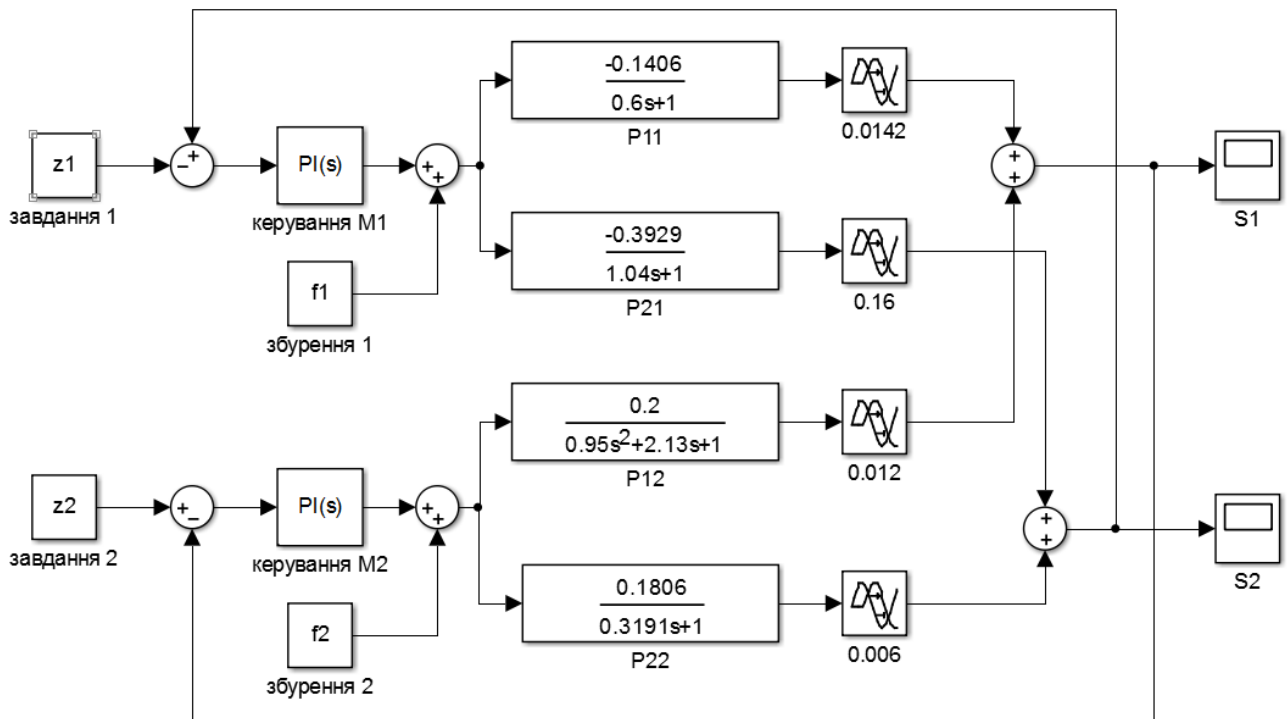 -0.1406
0.6s+1
P11
0.0142
z1
завдання 1
− +
PI(s)
керування M1
+ +
+ +
S1
-0.3929
1.04s+1
P21
0.16
f1
збурення 1
0.2
0.95s²+2.13s+1
P12
0.012
z2
завдання 2
+ −
PI(s)
керування M2
+ +
+ +
S2
0.1806
0.3191s+1
P22
0.006
f2
збурення 2